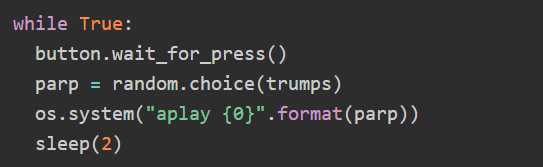 while True:
  button.wait_for_press()
  parp = random.choice(trumps)
  os.system("aplay {0}".format(parp))
  sleep(2)